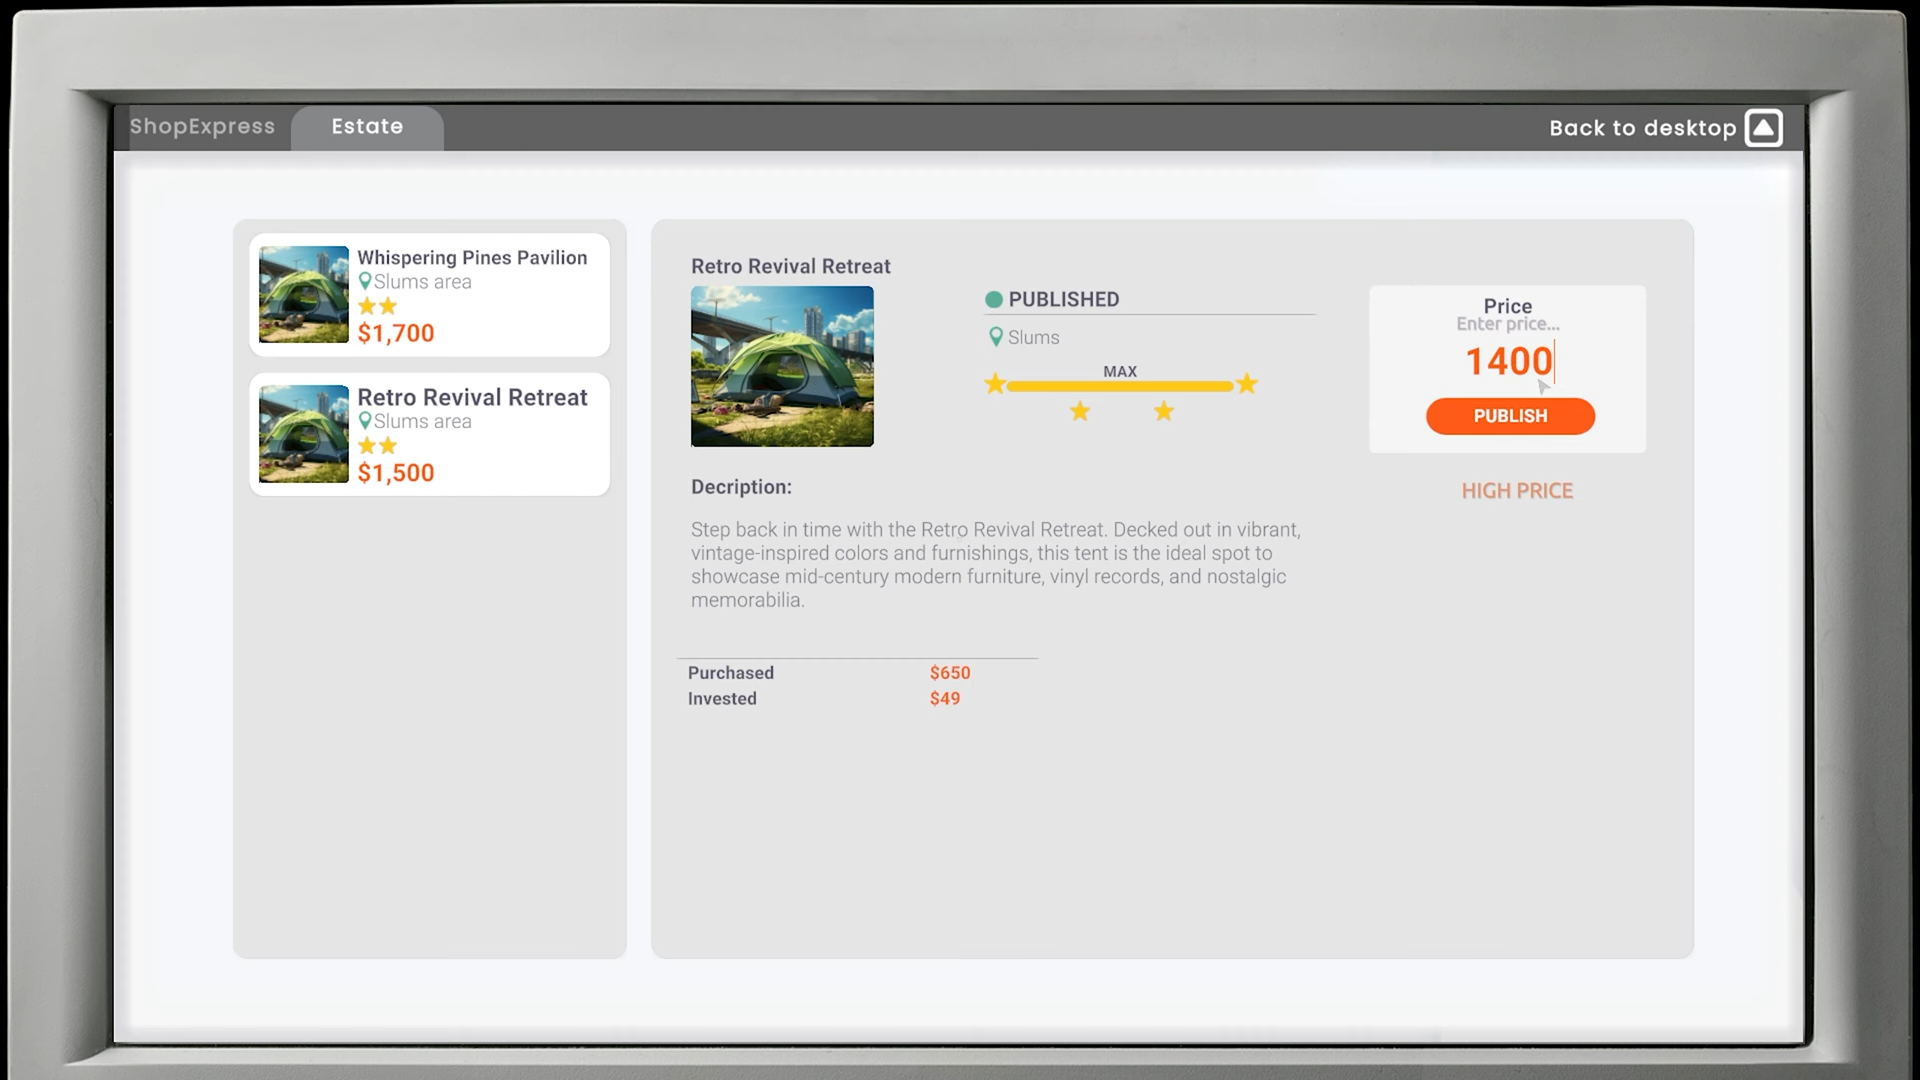 ShopExpress
Estate
Back to desktop
Whispering Pines Pavilion
Slums area
$1,700
Retro Revival Retreat
Slums area
$1,500
Retro Revival Retreat
PUBLISHED
Slums
MAX
Price
Enter price...
1400
PUBLISH
HIGH PRICE
Decription:
Step back in time with the Retro Revival Retreat. Decked out in vibrant,
vintage-inspired colors and furnishings, this tent is the ideal spot to
showcase mid-century modern furniture, vinyl records, and nostalgic
memorabilia.
Purchased $650
Invested $49